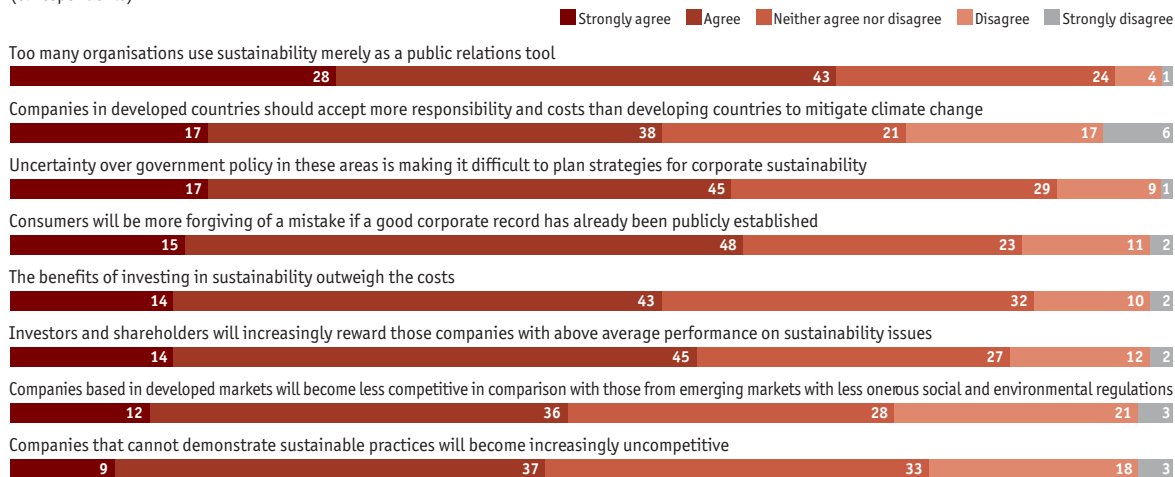 Strongly agree Agree Neither agree nor disagree Disagree Strongly disagree
Too many organisations use sustainability merely as a public relations tool
28 43 24 4 1
Companies in developed countries should accept more responsibility and costs than developing countries to mitigate climate change
17 38 21 17 6
Uncertainty over government policy in these areas is making it difficult to plan strategies for corporate sustainability
17 45 29 9 1
Consumers will be more forgiving of a mistake if a good corporate record has already been publicly established
15 48 23 11 2
The benefits of investing in sustainability outweigh the costs
14 43 32 10 2
Investors and shareholders will increasingly reward those companies with above average performance on sustainability issues
14 45 27 12 2
Companies based in developed markets will become less competitive in comparison with those from emerging markets with less onerous social and environmental regulations
12 36 28 21 3
Companies that cannot demonstrate sustainable practices will become increasingly uncompetitive
9 37 33 18 3